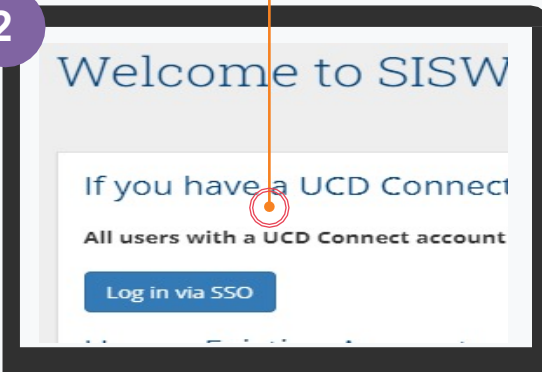 2
Welcome to SISW
If you have a UCD Connect
All users with a UCD Connect account
Log in via SSO